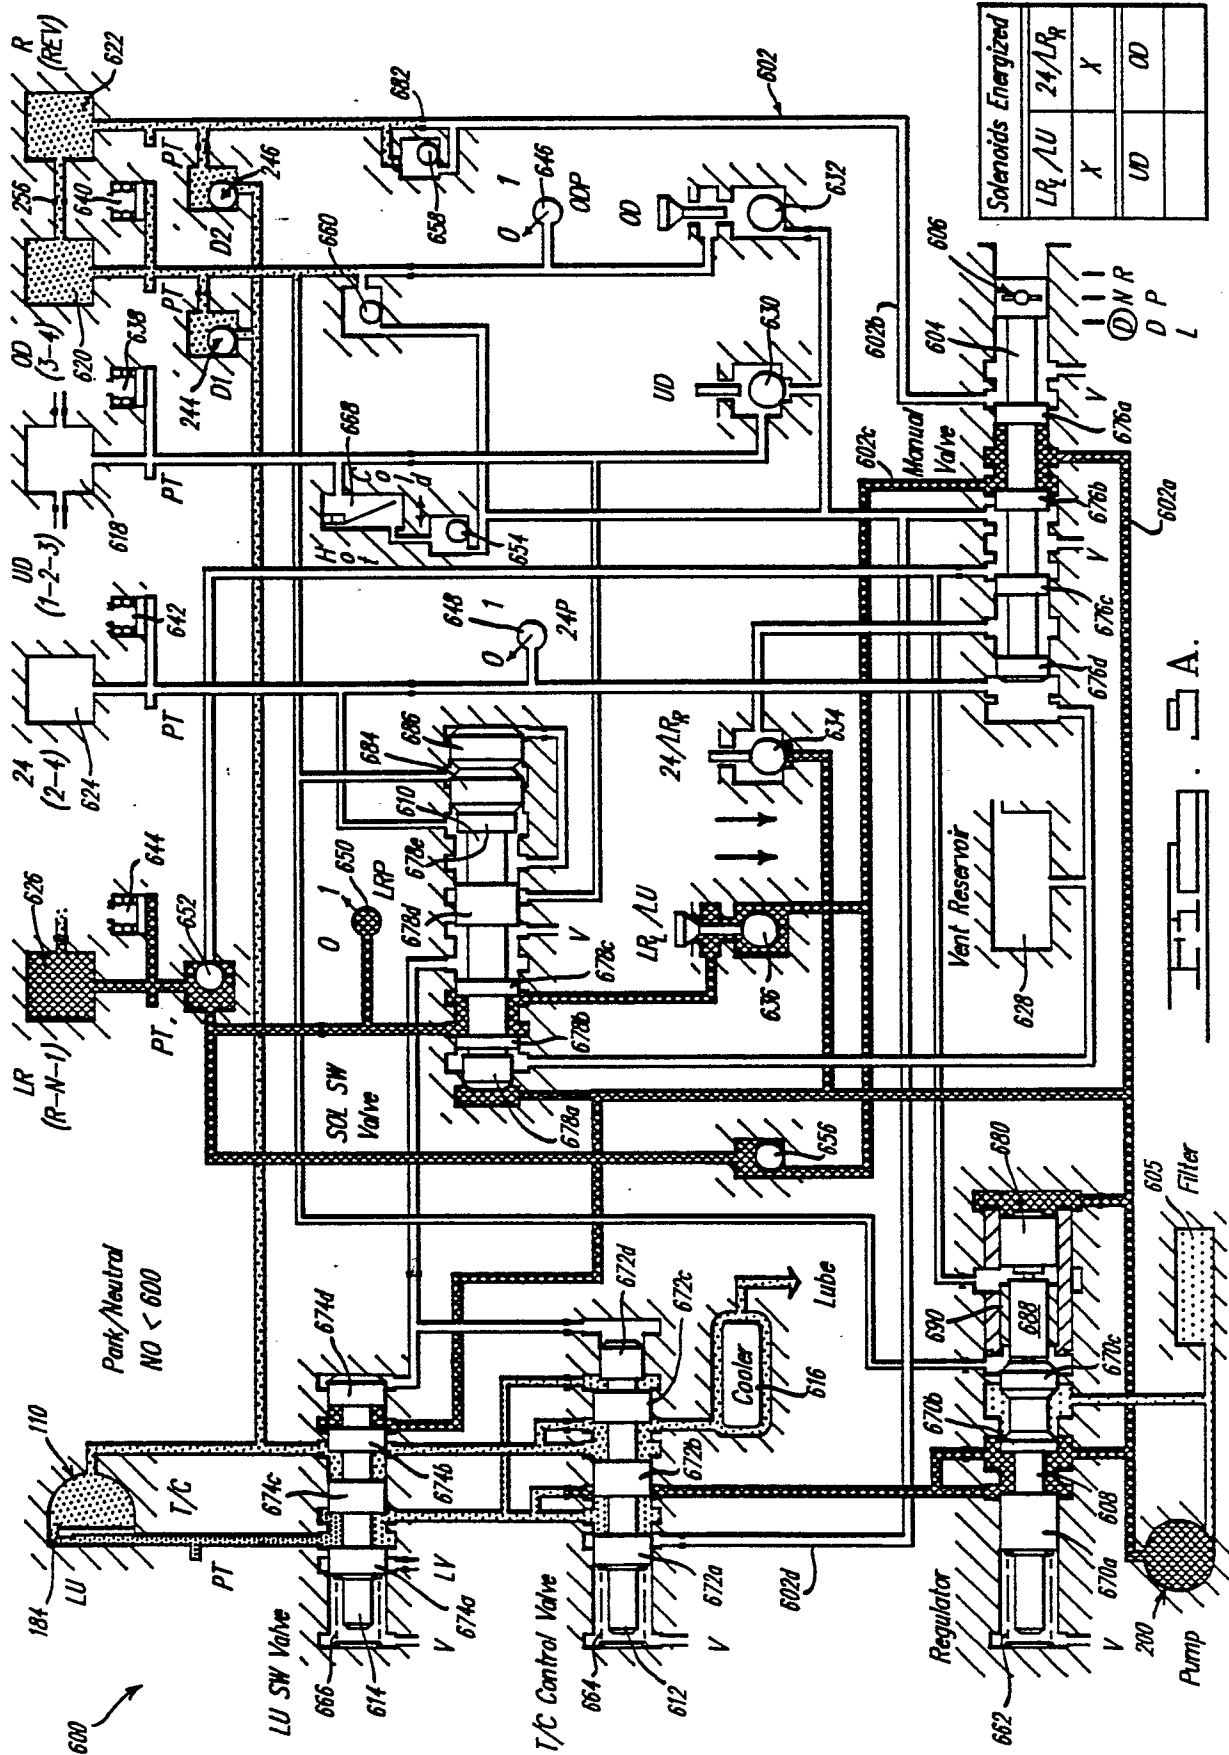 600
Park/Neutral
NO < 600
184
LU
110
T/C
PT
LU SW Valve
666
614
V
674a
LV
674c
674b
674d
T/C Control Valve
664
612
V
672a
672b
672c
672d
602d
Cooler
616
Lube
Regulator
662
V
670a
608
670b
670c
688
690
680
200
Pump
605
Filter
LR
(R-N-1)
626
644
PT
652
SOL SW
Valve
0
1
650
LRP
678a
678b
678c
V
678d
678e
610
684
686
656
LRL/LU
636
24/LRR
634
Vent Reservoir
628
24
(2-4)
624
642
PT
0
1
648
24P
UD
(1-2-3)
618
638
PT
Hot
Cold
668
654
660
UD
630
OD
(3-4)
620
640
PT
244
D1
0
1
646
ODP
OD
632
256
R
(REV)
622
PT
246
D2
682
658
602
602b
602c
602a
Manual
Valve
604
606
676a
676b
676c
676d
V
V
D N R
D P
L
Solenoids Energized
LRL/LU 24/LRR
X X
UD OD
FIG. 5A.